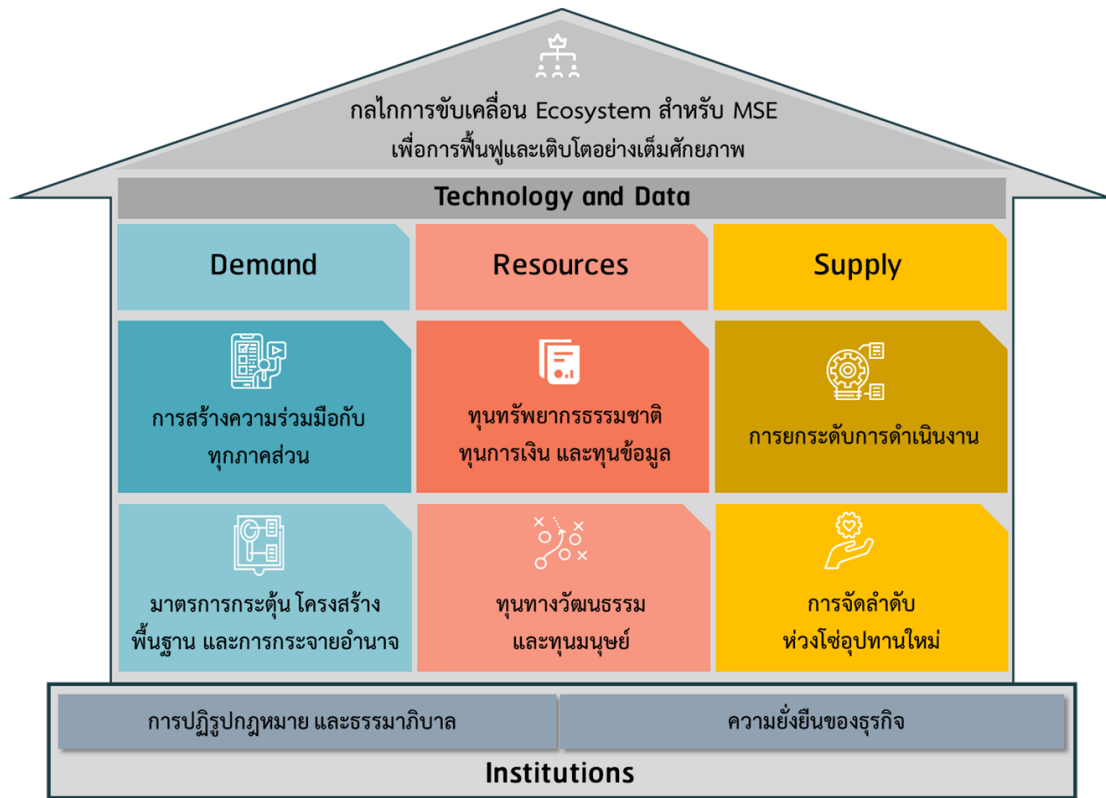 กลไกการขับเคลื่อน Ecosystem สำหรับ MSE
เพื่อการฟื้นฟูและเติบโตอย่างเต็มศักยภาพ
Technology and Data
Demand
Resources
Supply
การสร้างความร่วมมือกับ
ทุกภาคส่วน
ทุนทรัพยากรธรรมชาติ
ทุนการเงิน และทุนข้อมูล
การยกระดับการดำเนินงาน
มาตรการกระตุ้น โครงสร้าง
พื้นฐาน และการกระจายอำนาจ
ทุนทางวัฒนธรรม
และทุนมนุษย์
การจัดลำดับ
ห่วงโซ่อุปทานใหม่
การปฏิรูปกฎหมาย และธรรมาภิบาล
ความยั่งยืนของธุรกิจ
Institutions